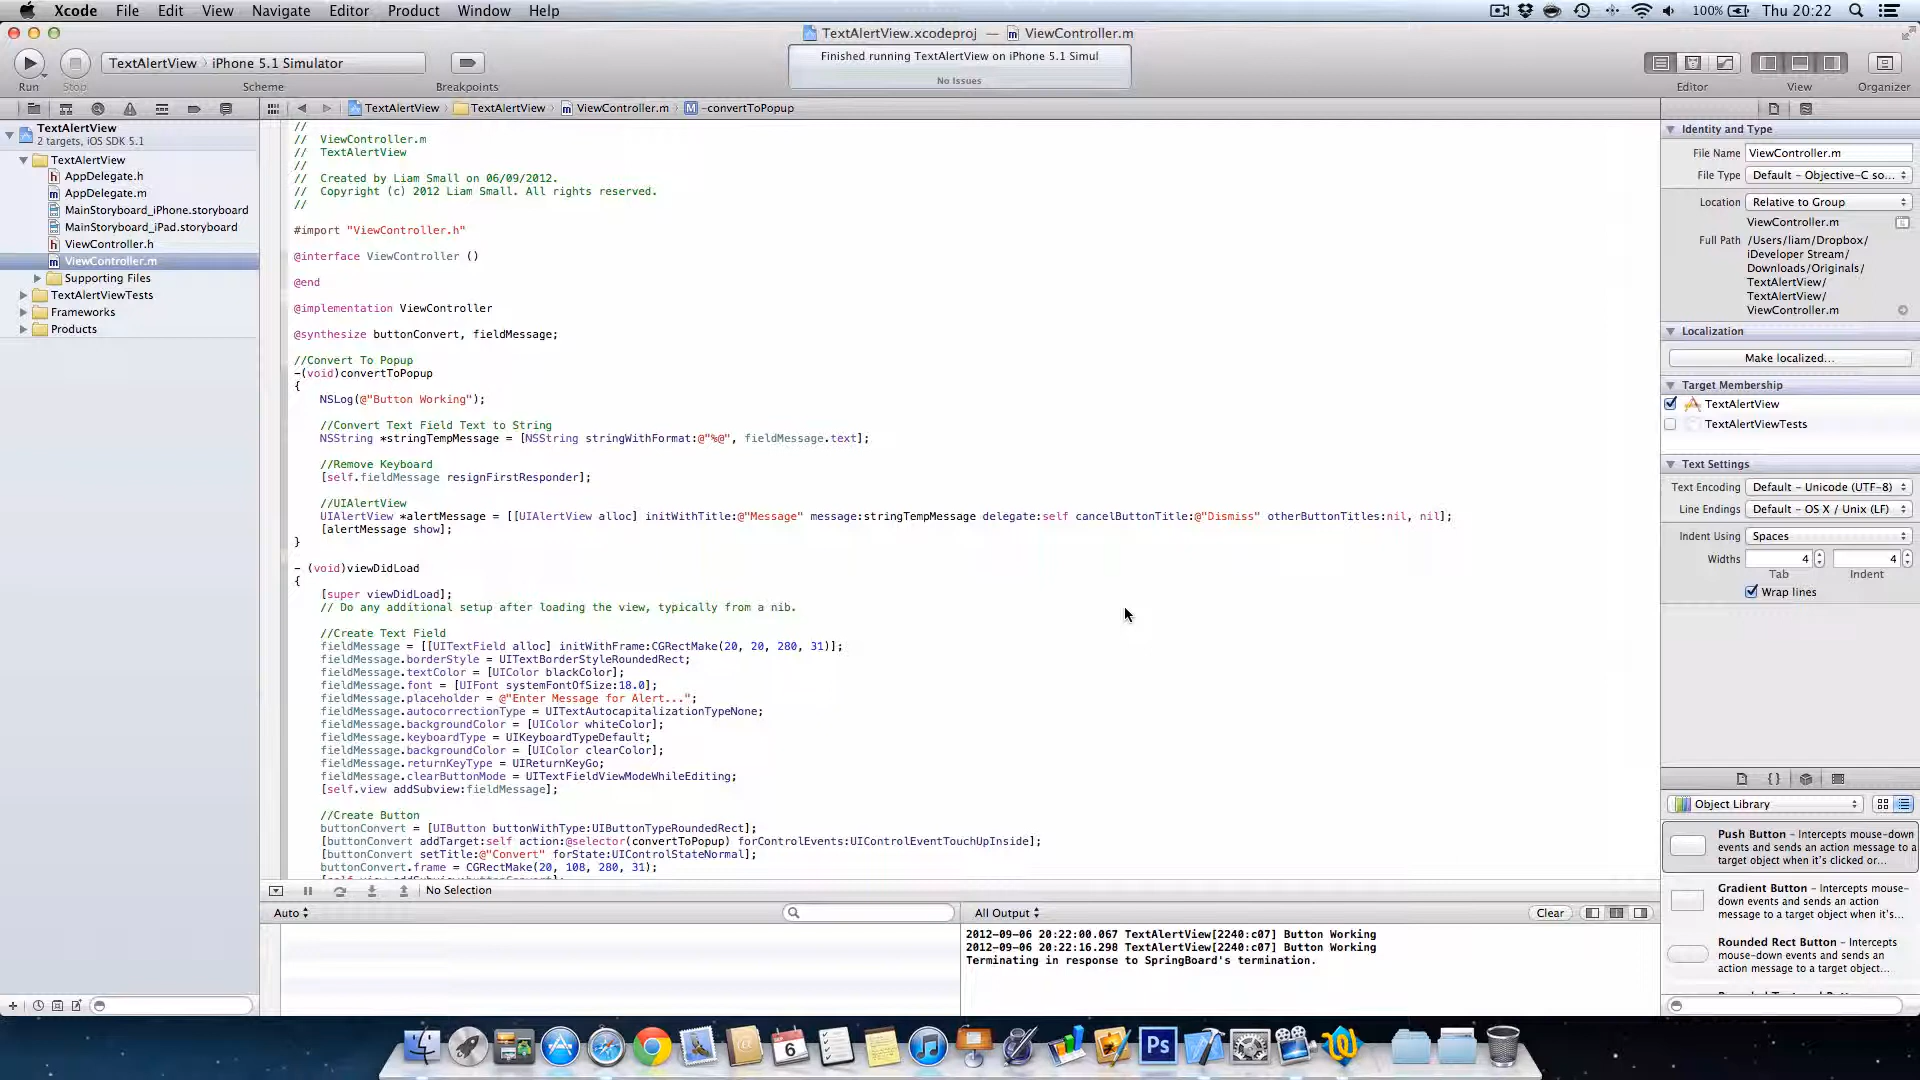 Xcode File Edit View Navigate Editor Product Window Help
100% Thu 20:22
TextAlertView.xcodeproj — ViewController.m
Run Stop
TextAlertView › iPhone 5.1 Simulator
Scheme
Breakpoints
Finished running TextAlertView on iPhone 5.1 Simul
No Issues
Editor View Organizer
TextAlertView
2 targets, iOS SDK 5.1
TextAlertView
AppDelegate.h
AppDelegate.m
MainStoryboard_iPhone.storyboard
MainStoryboard_iPad.storyboard
ViewController.h
ViewController.m
Supporting Files
TextAlertViewTests
Frameworks
Products
TextAlertView TextAlertView ViewController.m M -convertToPopup
//
// ViewController.m
// TextAlertView
//
// Created by Liam Small on 06/09/2012.
// Copyright (c) 2012 Liam Small. All rights reserved.
//
#import "ViewController.h"
@interface ViewController ()
@end
@implementation ViewController
@synthesize buttonConvert, fieldMessage;
//Convert To Popup
-(void)convertToPopup
{
NSLog(@"Button Working");
//Convert Text Field Text to String
NSString *stringTempMessage = [NSString stringWithFormat:@"%@", fieldMessage.text];
//Remove Keyboard
[self.fieldMessage resignFirstResponder];
//UIAlertView
UIAlertView *alertMessage = [[UIAlertView alloc] initWithTitle:@"Message" message:stringTempMessage delegate:self cancelButtonTitle:@"Dismiss" otherButtonTitles:nil, nil];
[alertMessage show];
}
- (void)viewDidLoad
{
[super viewDidLoad];
// Do any additional setup after loading the view, typically from a nib.
//Create Text Field
fieldMessage = [[UITextField alloc] initWithFrame:CGRectMake(20, 20, 280, 31)];
fieldMessage.borderStyle = UITextBorderStyleRoundedRect;
fieldMessage.textColor = [UIColor blackColor];
fieldMessage.font = [UIFont systemFontOfSize:18.0];
fieldMessage.placeholder = @"Enter Message for Alert...";
fieldMessage.autocorrectionType = UITextAutocapitalizationTypeNone;
fieldMessage.backgroundColor = [UIColor whiteColor];
fieldMessage.keyboardType = UIKeyboardTypeDefault;
fieldMessage.backgroundColor = [UIColor clearColor];
fieldMessage.returnKeyType = UIReturnKeyGo;
fieldMessage.clearButtonMode = UITextFieldViewModeWhileEditing;
[self.view addSubview:fieldMessage];
//Create Button
buttonConvert = [UIButton buttonWithType:UIButtonTypeRoundedRect];
[buttonConvert addTarget:self action:@selector(convertToPopup) forControlEvents:UIControlEventTouchUpInside];
[buttonConvert setTitle:@"Convert" forState:UIControlStateNormal];
buttonConvert.frame = CGRectMake(20, 108, 280, 31);
No Selection
Auto
All Output
Clear
2012-09-06 20:22:00.067 TextAlertView[2240:c07] Button Working
2012-09-06 20:22:16.298 TextAlertView[2240:c07] Button Working
Terminating in response to SpringBoard's termination.
Identity and Type
File Name ViewController.m
File Type Default - Objective-C so...
Location Relative to Group
ViewController.m
Full Path /Users/liam/Dropbox/
iDeveloper Stream/
Downloads/Originals/
TextAlertView/
TextAlertView/
ViewController.m
Localization
Make localized...
Target Membership
TextAlertView
TextAlertViewTests
Text Settings
Text Encoding Default - Unicode (UTF-8)
Line Endings Default - OS X / Unix (LF)
Indent Using Spaces
Widths 4 4
Tab Indent
Wrap lines
Object Library
Push Button - Intercepts mouse-down
events and sends an action message to a
target object when it's clicked or...
Gradient Button - Intercepts mouse-
down events and sends an action
message to a target object when it's...
Rounded Rect Button - Intercepts
mouse-down events and sends an
action message to a target object...
6
Ps